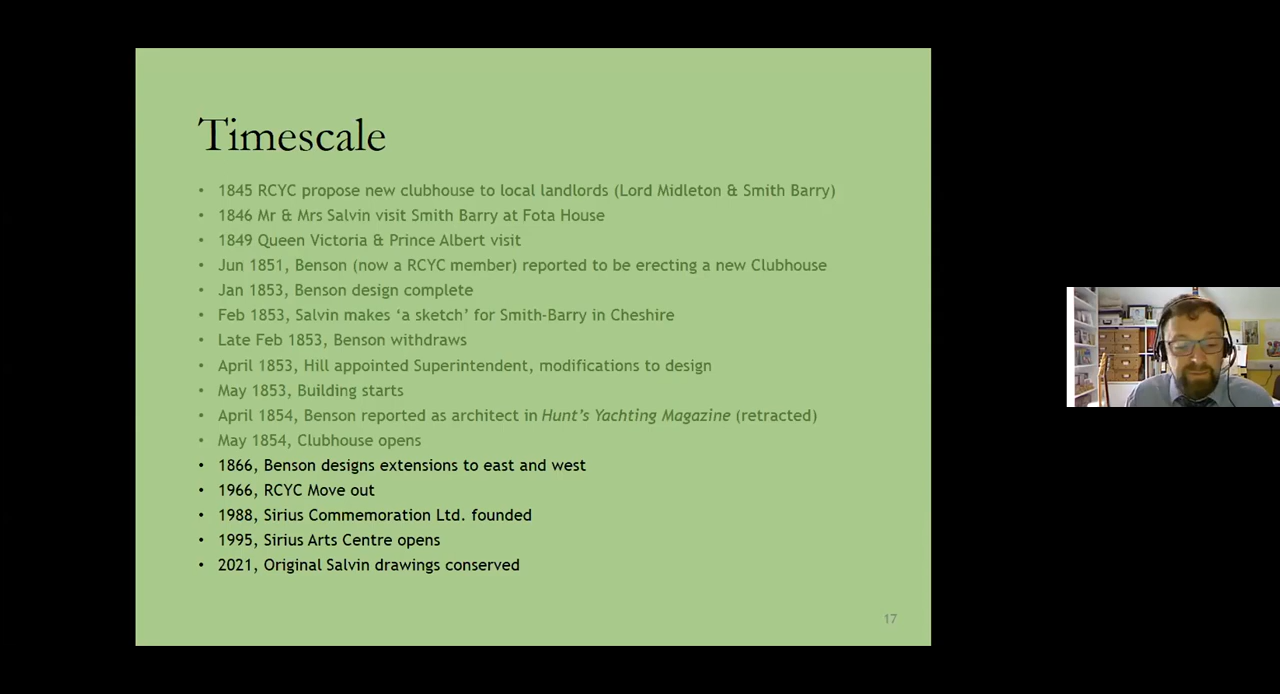 Timescale
• 1845 RCYC propose new clubhouse to local landlords (Lord Midleton & Smith Barry)
• 1846 Mr & Mrs Salvin visit Smith Barry at Fota House
• 1849 Queen Victoria & Prince Albert visit
• Jun 1851, Benson (now a RCYC member) reported to be erecting a new Clubhouse
• Jan 1853, Benson design complete
• Feb 1853, Salvin makes ‘a sketch’ for Smith-Barry in Cheshire
• Late Feb 1853, Benson withdraws
• April 1853, Hill appointed Superintendent, modifications to design
• May 1853, Building starts
• April 1854, Benson reported as architect in Hunt’s Yachting Magazine (retracted)
• May 1854, Clubhouse opens
• 1866, Benson designs extensions to east and west
• 1966, RCYC Move out
• 1988, Sirius Commemoration Ltd. founded
• 1995, Sirius Arts Centre opens
• 2021, Original Salvin drawings conserved
17